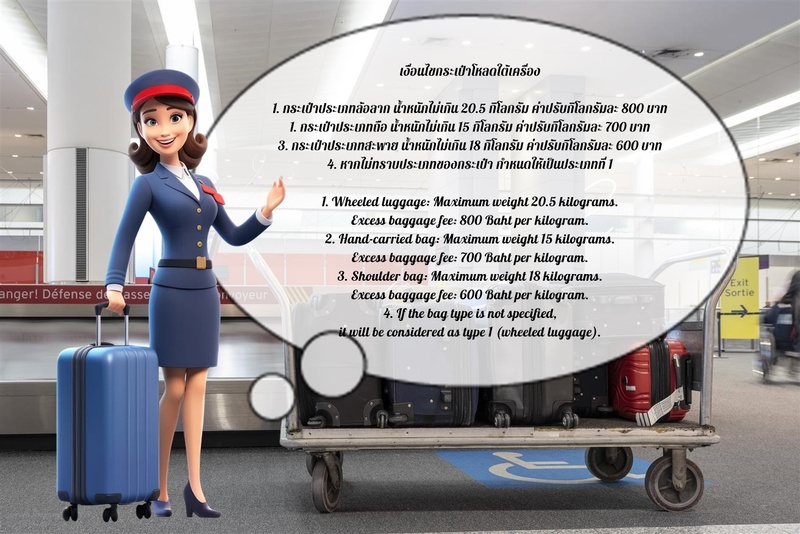 เงื่อนไขกระเป๋าโหลดใต้เครื่อง
1. กระเป๋าประเภทล้อลาก น้ำหนักไม่เกิน 20.5 กิโลกรัม ค่าปรับกิโลกรัมละ 800 บาท
1. กระเป๋าประเภทถือ น้ำหนักไม่เกิน 15 กิโลกรัม ค่าปรับกิโลกรัมละ 700 บาท
3. กระเป๋าประเภทสะพาย น้ำหนักไม่เกิน 18 กิโลกรัม ค่าปรับกิโลกรัมละ 600 บาท
4. หากไม่ทราบประเภทของกระเป๋า กำหนดให้เป็นประเภทที่ 1
1. Wheeled luggage: Maximum weight 20.5 kilograms.
Excess baggage fee: 800 Baht per kilogram.
2. Hand-carried bag: Maximum weight 15 kilograms.
Excess baggage fee: 700 Baht per kilogram.
3. Shoulder bag: Maximum weight 18 kilograms.
Excess baggage fee: 600 Baht per kilogram.
4. If the bag type is not specified,
it will be considered as type 1 (wheeled luggage).
anger! Défense de
Exit
Sortie